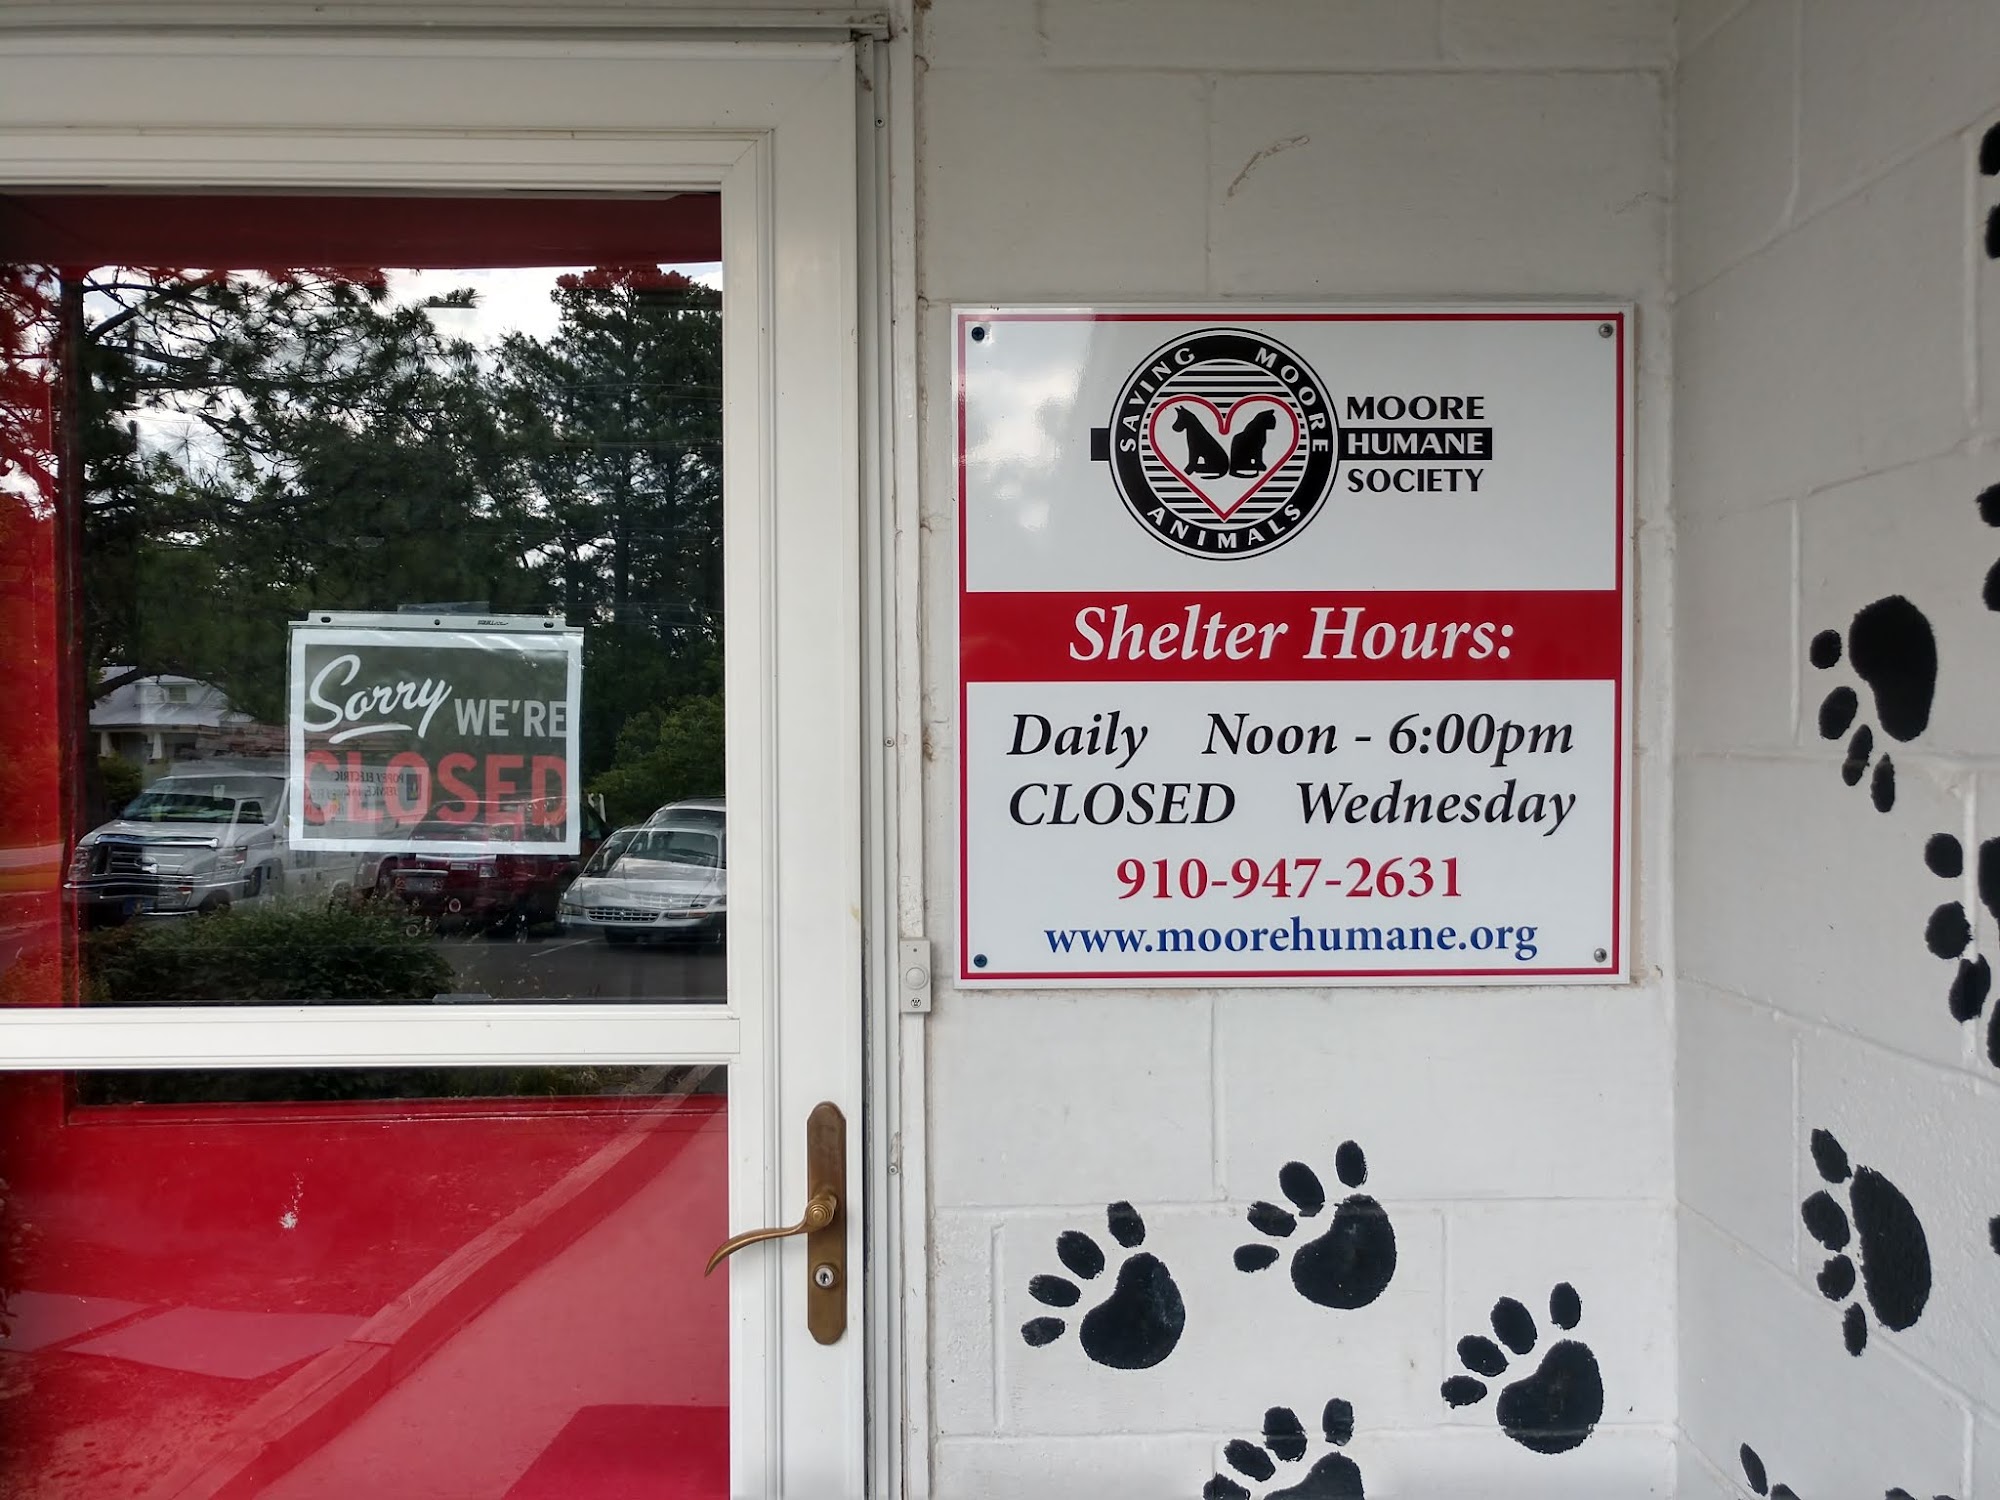 Sorry WE'RE
CLOSED
SAVING MOORE
ANIMALS
MOORE
HUMANE
SOCIETY
Shelter Hours:
Daily Noon - 6:00pm
CLOSED Wednesday
910-947-2631
www.moorehumane.org